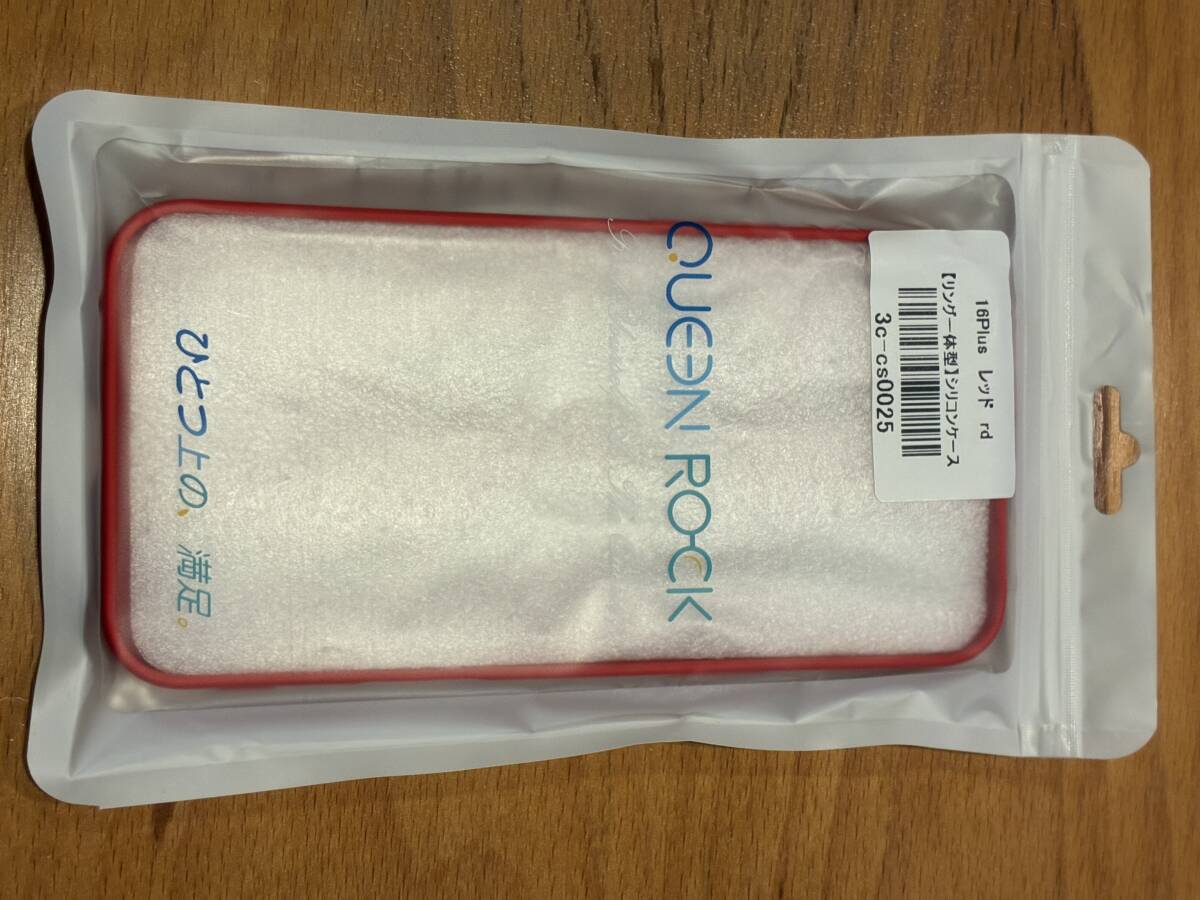 16Plus レッド rd
【リング一体型】シリコンケース
3c-cs0025
QUEEN ROCK
ひとつ上の、満足。